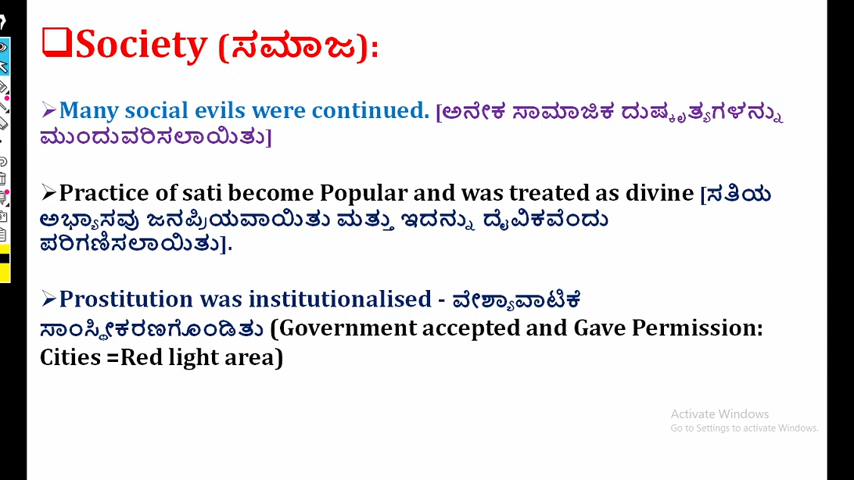 ❑Society (ಸಮಾಜ):
➢Many social evils were continued. [ಅನೇಕ ಸಾಮಾಜಿಕ ದುಷ್ಕೃತ್ಯಗಳನ್ನು
ಮುಂದುವರಿಸಲಾಯಿತು]
➢Practice of sati become Popular and was treated as divine [ಸತಿಯ
ಅಭ್ಯಾಸವು ಜನಪ್ರಿಯವಾಯಿತು ಮತ್ತು ಇದನ್ನು ದೈವಿಕವೆಂದು
ಪರಿಗಣಿಸಲಾಯಿತು].
➢Prostitution was institutionalised - ವೇಶ್ಯಾವಾಟಿಕೆ
ಸಾಂಸ್ಥೀಕರಣಗೊಂಡಿತು (Government accepted and Gave Permission:
Cities =Red light area)
Activate Windows
Go to Settings to activate Windows.